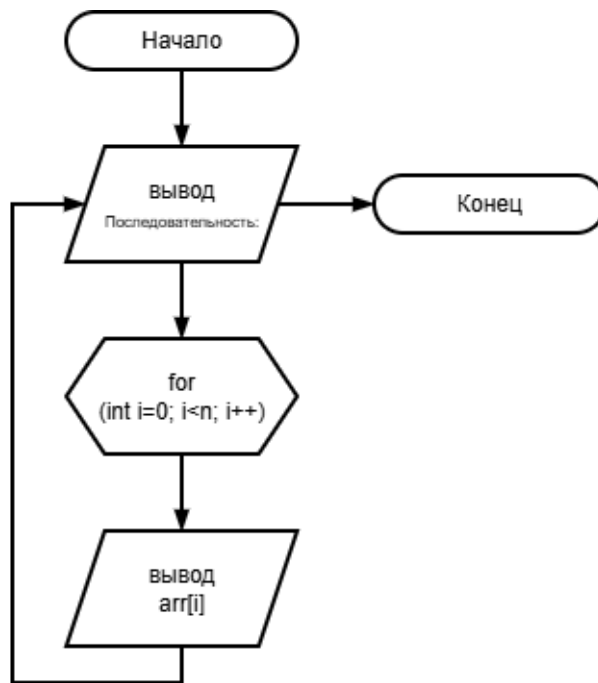 Начало
вывод
Последовательность:
Конец
for
(int i=0; i<n; i++)
вывод
arr[i]